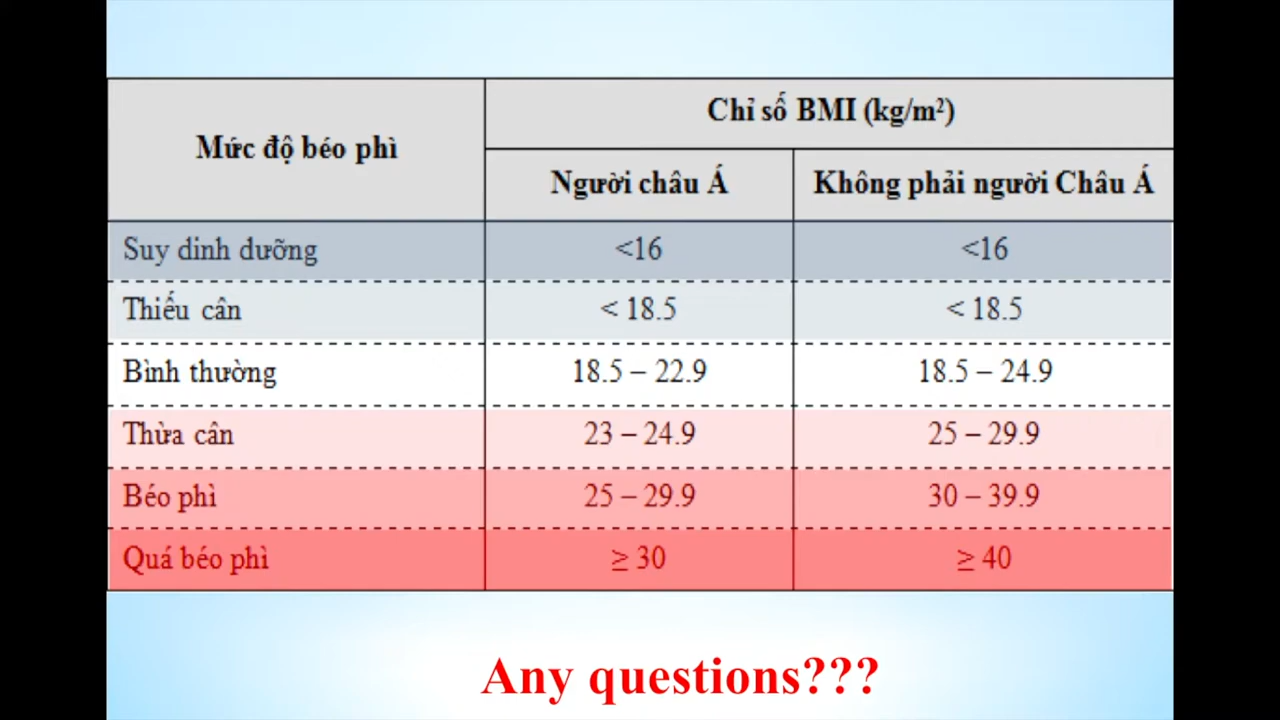 Mức độ béo phì
Chỉ số BMI (kg/m²)
Người châu Á
Không phải người Châu Á
Suy dinh dưỡng <16 <16
Thiếu cân < 18.5 < 18.5
Bình thường 18.5 – 22.9 18.5 – 24.9
Thừa cân 23 – 24.9 25 – 29.9
Béo phì 25 – 29.9 30 – 39.9
Quá béo phì ≥ 30 ≥ 40
Any questions???